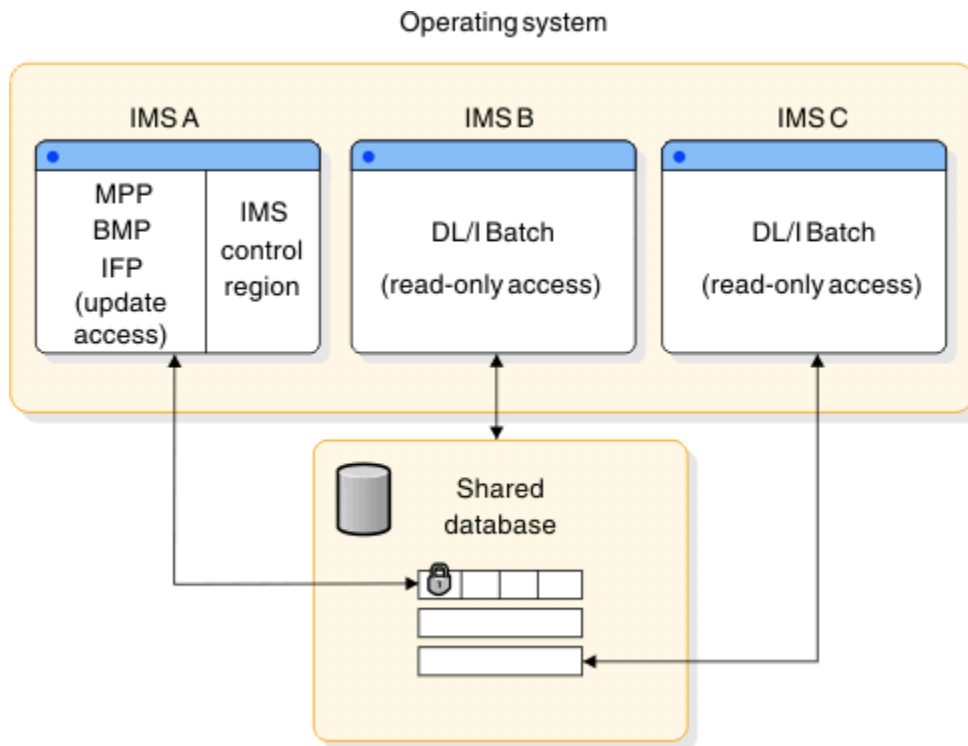 Operating system
IMS A
IMS B
IMS C
MPP
BMP
IFP
(update
access)
IMS
control
region
DL/I Batch
(read-only access)
DL/I Batch
(read-only access)
Shared
database